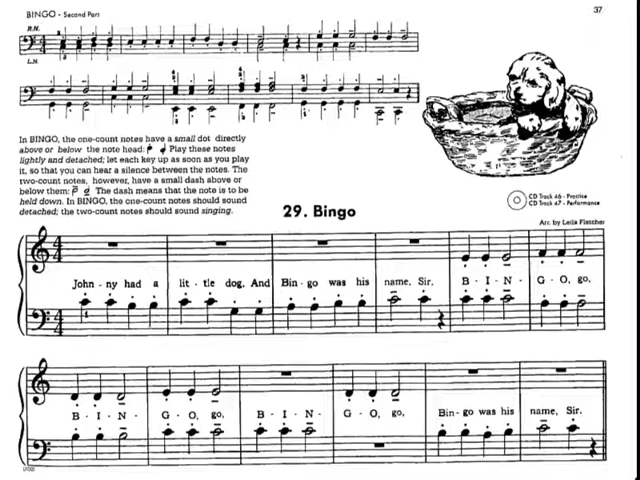 BINGO - Second Part
37
R.H.
L.H.
In BINGO, the one-count notes have a small dot directly
above or below the note head: Play these notes
lightly and detached; let each key up as soon as you play
it, so that you can hear a silence between the notes. The
two-count notes, however, have a small dash above or
below them: The dash means that the note is to be
held down. In BINGO, the one-count notes should sound
detached; the two-count notes should sound singing.
CD Track 46 - Practice
CD Track 47 - Performance
29. Bingo
Arr. by Leila Fletcher
John - ny had a lit - tle dog, And Bin - go was his name, Sir. B - I - N - G - O, go,
B - I - N - G - O, go, B - I - N - G - O, go, Bin - go was his name, Sir.